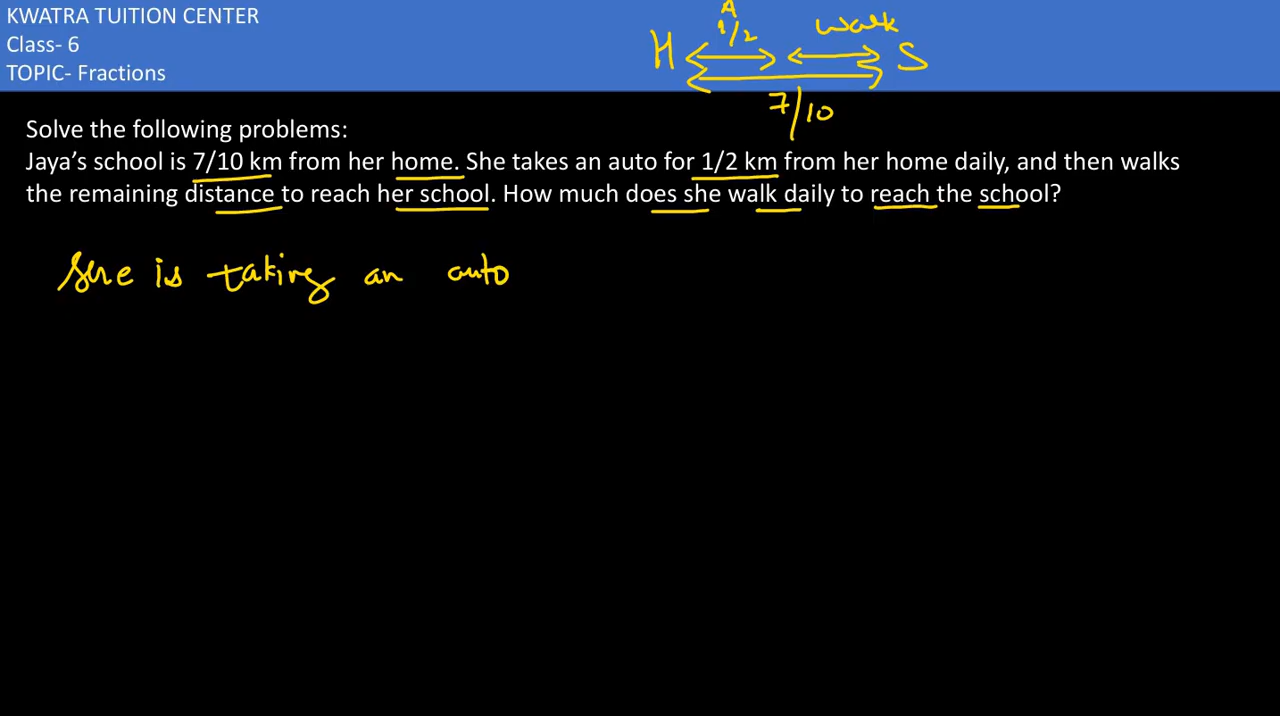 KWATRA TUITION CENTER
Class- 6
TOPIC- Fractions
A
1/2
walk
H
S
7/10
Solve the following problems:
Jaya’s school is 7/10 km from her home. She takes an auto for 1/2 km from her home daily, and then walks
the remaining distance to reach her school. How much does she walk daily to reach the school?
She is taking an auto